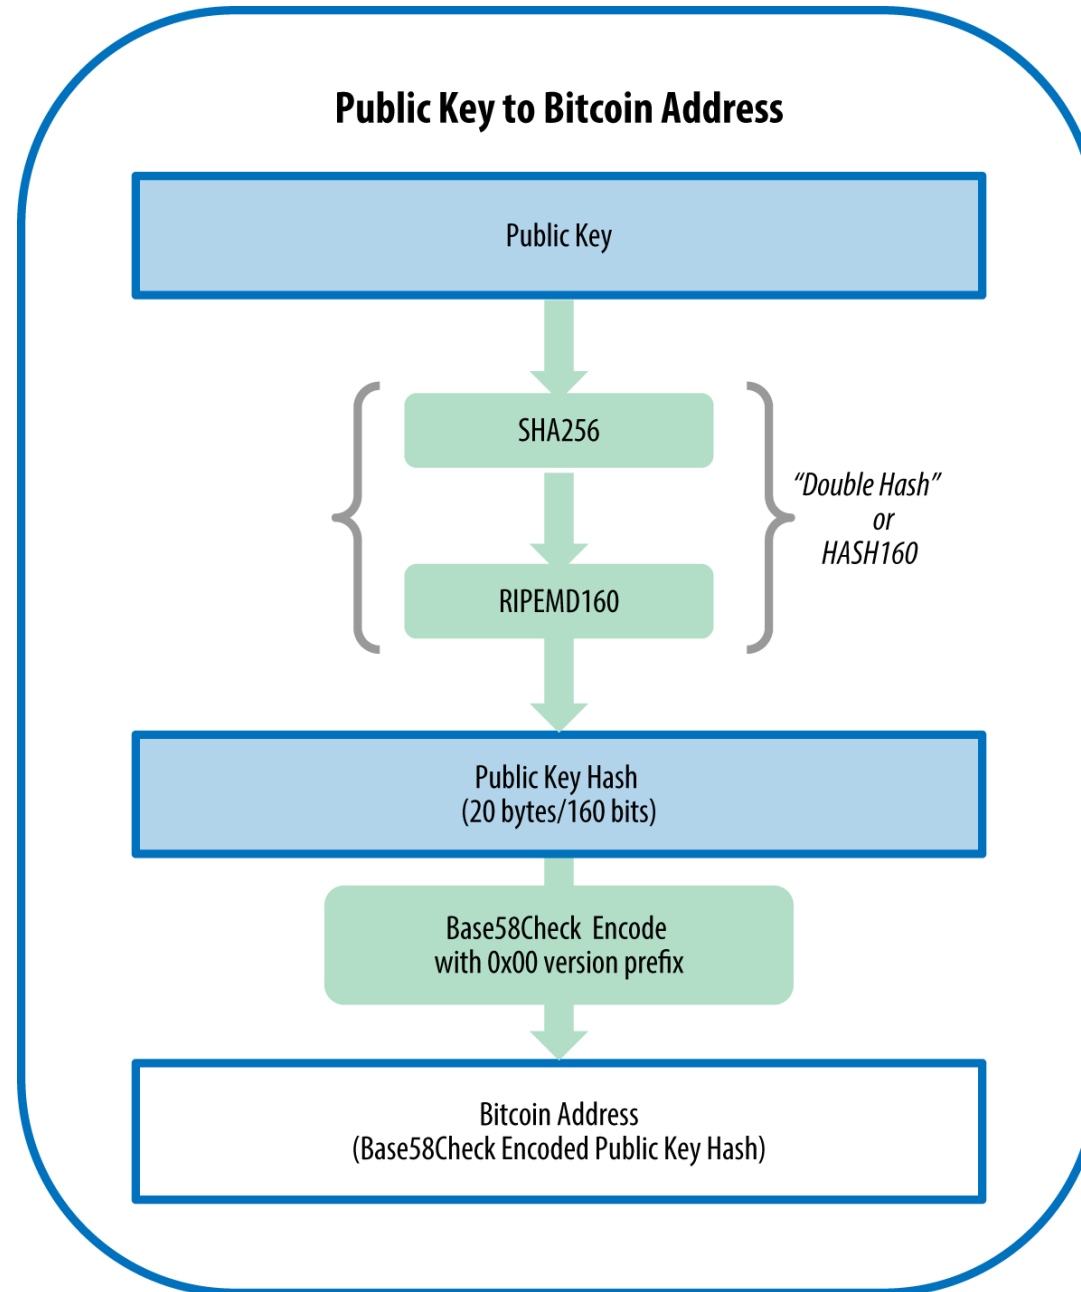 Public Key to Bitcoin Address
Public Key
SHA256
“Double Hash”
or
HASH160
RIPEMD160
Public Key Hash
(20 bytes/160 bits)
Base58Check Encode
with 0x00 version prefix
Bitcoin Address
(Base58Check Encoded Public Key Hash)